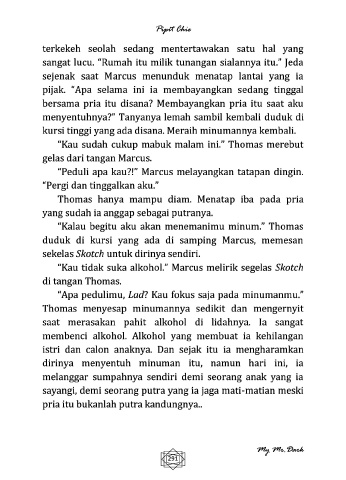 Pipit Chie
terkekeh seolah sedang mentertawakan satu hal yang
sangat lucu. “Rumah itu milik tunangan sialannya itu.” Jeda
sejenak saat Marcus menunduk menatap lantai yang ia
pijak. “Apa selama ini ia membayangkan sedang tinggal
bersama pria itu disana? Membayangkan pria itu saat aku
menyentuhnya?” Tanyanya lemah sambil kembali duduk di
kursi tinggi yang ada disana. Meraih minumannya kembali.
“Kau sudah cukup mabuk malam ini.” Thomas merebut
gelas dari tangan Marcus.
“Peduli apa kau?!” Marcus melayangkan tatapan dingin.
“Pergi dan tinggalkan aku.”
Thomas hanya mampu diam. Menatap iba pada pria
yang sudah ia anggap sebagai putranya.
“Kalau begitu aku akan menemanimu minum.” Thomas
duduk di kursi yang ada di samping Marcus, memesan
sekelas Skotch untuk dirinya sendiri.
“Kau tidak suka alkohol.” Marcus melirik segelas Skotch
di tangan Thomas.
“Apa pedulimu, Lad? Kau fokus saja pada minumanmu.”
Thomas menyesap minumannya sedikit dan mengernyit
saat merasakan pahit alkohol di lidahnya. Ia sangat
membenci alkohol. Alkohol yang membuat ia kehilangan
istri dan calon anaknya. Dan sejak itu ia mengharamkan
dirinya menyentuh minuman itu, namun hari ini, ia
melanggar sumpahnya sendiri demi seorang anak yang ia
sayangi, demi seorang putra yang ia jaga mati-matian meski
pria itu bukanlah putra kandungnya..
291
My Mr. Dark